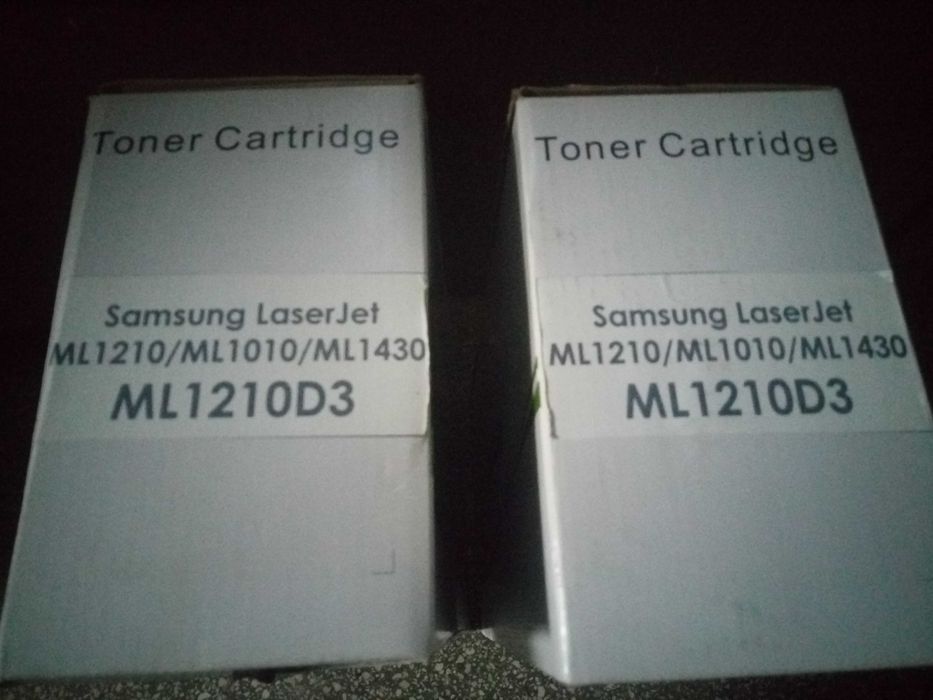 Toner Cartridge
Samsung LaserJet
ML1210/ML1010/ML1430
ML1210D3
Toner Cartridge
Samsung LaserJet
ML1210/ML1010/ML1430
ML1210D3